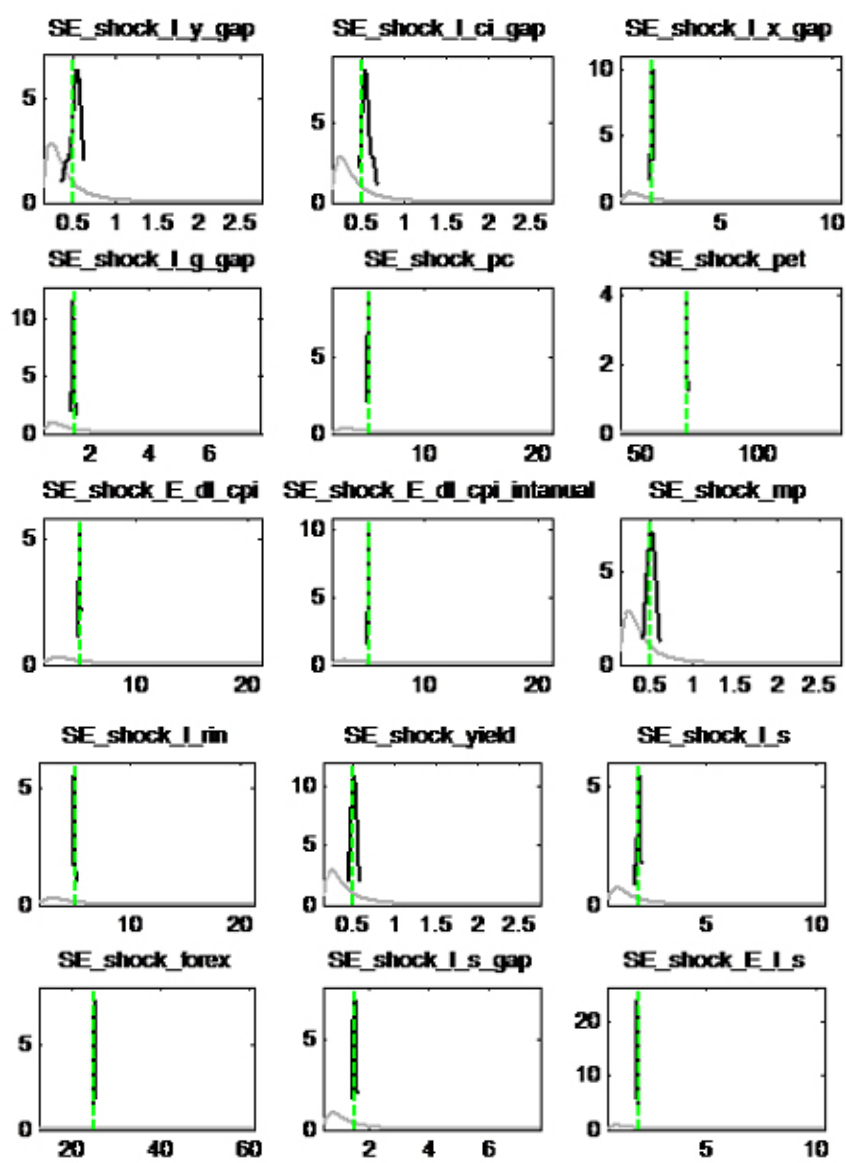 SE_shock_l_y_gap SE_shock_l_ci_gap SE_shock_l_x_gap
5 5 10
5
0 0 0
0.5 1 1.5 2 2.5 0.5 1 1.5 2 2.5 5 10
SE_shock_l_g_gap SE_shock_pc SE_shock_pet
10 4
5 5 2
0 0 0
2 4 6 10 20 50 100
SE_shock_E_dl_cpi SE_shock_E_dl_cpi_intanual SE_shock_mp
5 10 5
5
0 0 0
10 20 10 20 0.5 1 1.5 2 2.5
SE_shock_l_rin SE_shock_yield SE_shock_l_s
5 10 5
5
0 0 0
10 20 0.5 1 1.5 2 2.5 5 10
SE_shock_forex SE_shock_l_s_gap SE_shock_E_l_s
5 5 20
10
0 0 0
20 40 60 2 4 6 5 10